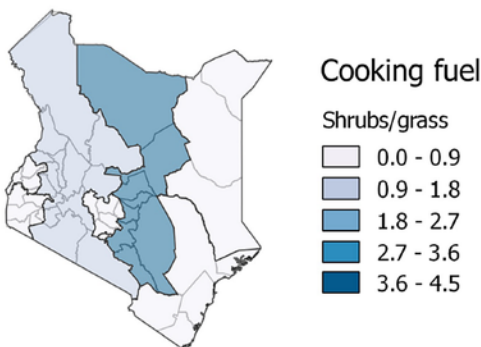 Cooking fuel
Shrubs/grass
0.0 - 0.9
0.9 - 1.8
1.8 - 2.7
2.7 - 3.6
3.6 - 4.5